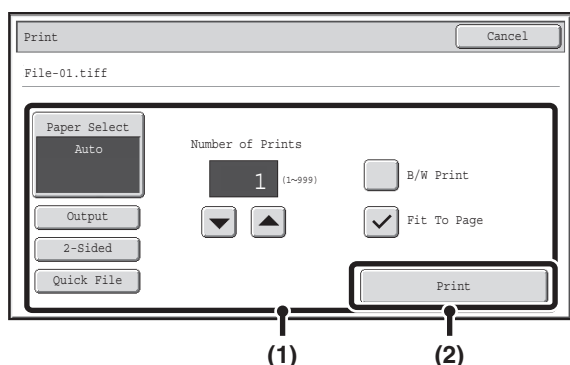 Print
Cancel
File-01.tiff
Paper Select
Auto
Number of Prints
1 (1~999)
B/W Print
Output
Fit To Page
2-Sided
Quick File
Print
(1)
(2)